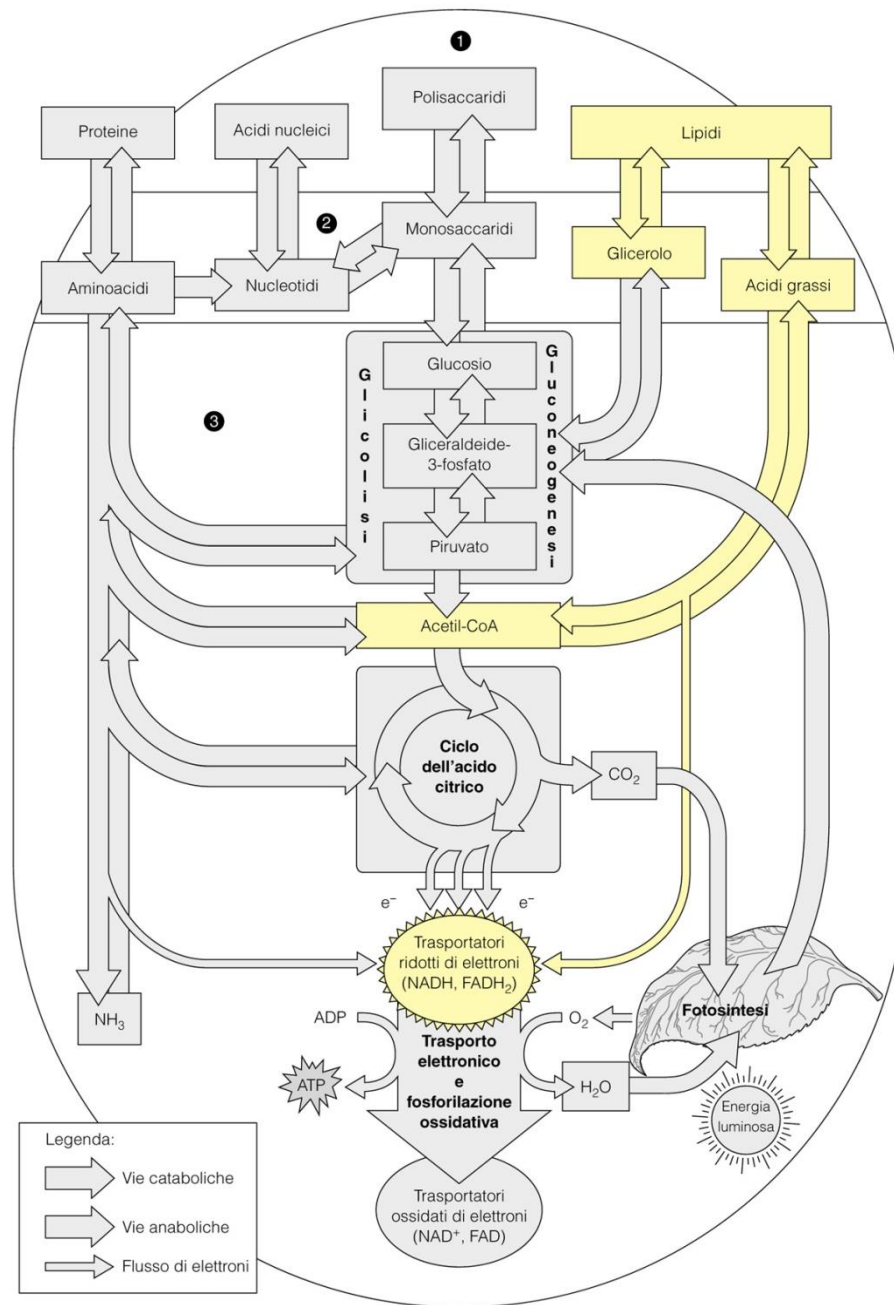 1
Polisaccaridi
Proteine
Acidi nucleici
Lipidi
2
Monosaccaridi
Glicerolo
Aminoacidi
Nucleotidi
Acidi grassi
3
Glicolisi
Glucosio
Gliceraldeide-
3-fosfato
Piruvato
Gluconeogenesi
Acetil-CoA
Ciclo
dell'acido
citrico
CO₂
e⁻
e⁻
Trasportatori
ridotti di elettroni
(NADH, FADH₂)
NH₃
ADP
ATP
Trasporto
elettronico
e
fosforilazione
ossidativa
O₂
H₂O
Fotosintesi
Energia
luminosa
Trasportatori
ossidati di elettroni
(NAD⁺, FAD)
Legenda:
Vie cataboliche
Vie anaboliche
Flusso di elettroni